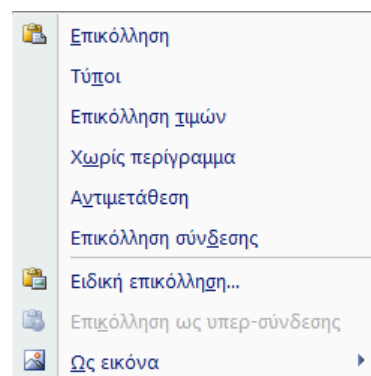 Επικόλληση
Τύποι
Επικόλληση τιμών
Χωρίς περίγραμμα
Αντιμετάθεση
Επικόλληση σύνδεσης
Ειδική επικόλληση...
Επικόλληση ως υπερ-σύνδεσης
Ως εικόνα